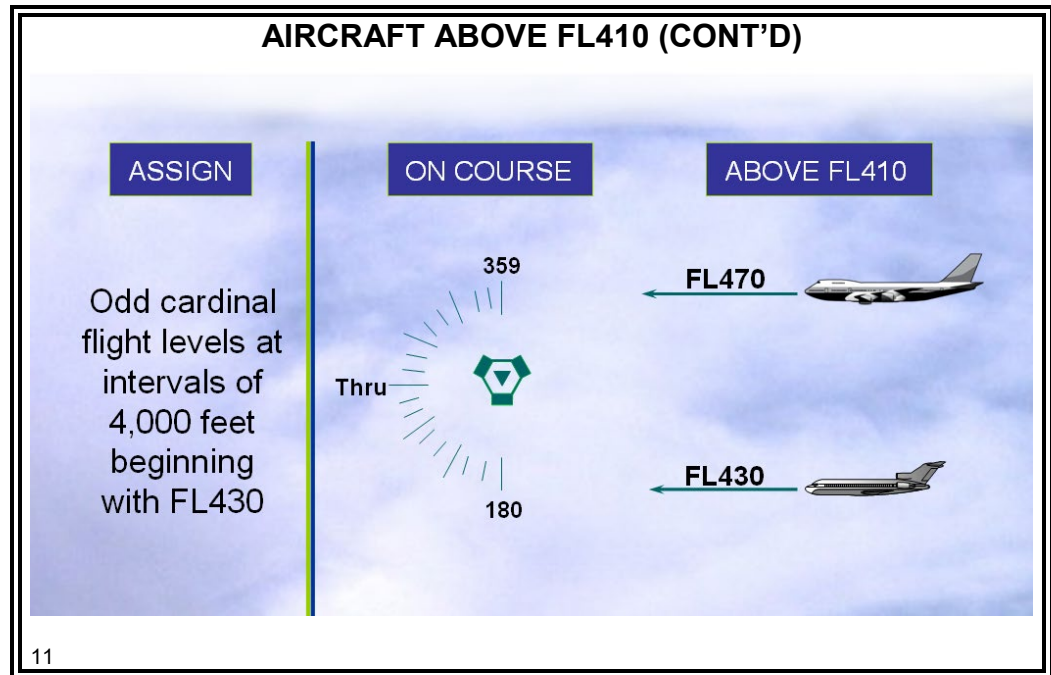 AIRCRAFT ABOVE FL410 (CONT’D)
ASSIGN
ON COURSE
ABOVE FL410
Odd cardinal
flight levels at
intervals of
4,000 feet
beginning
with FL430
359
Thru
180
FL470
FL430
11